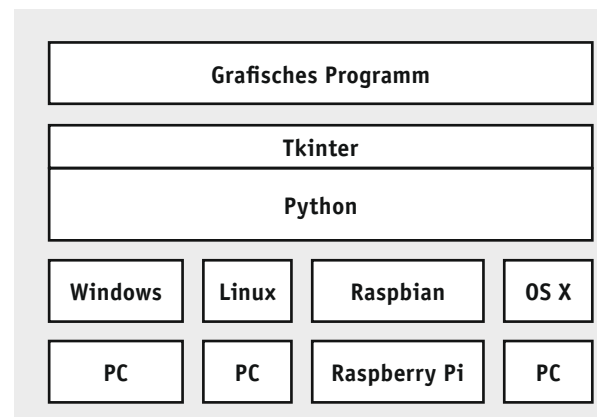 Grafisches Programm
Tkinter
Python
Windows Linux Raspbian OS X
PC PC Raspberry Pi PC